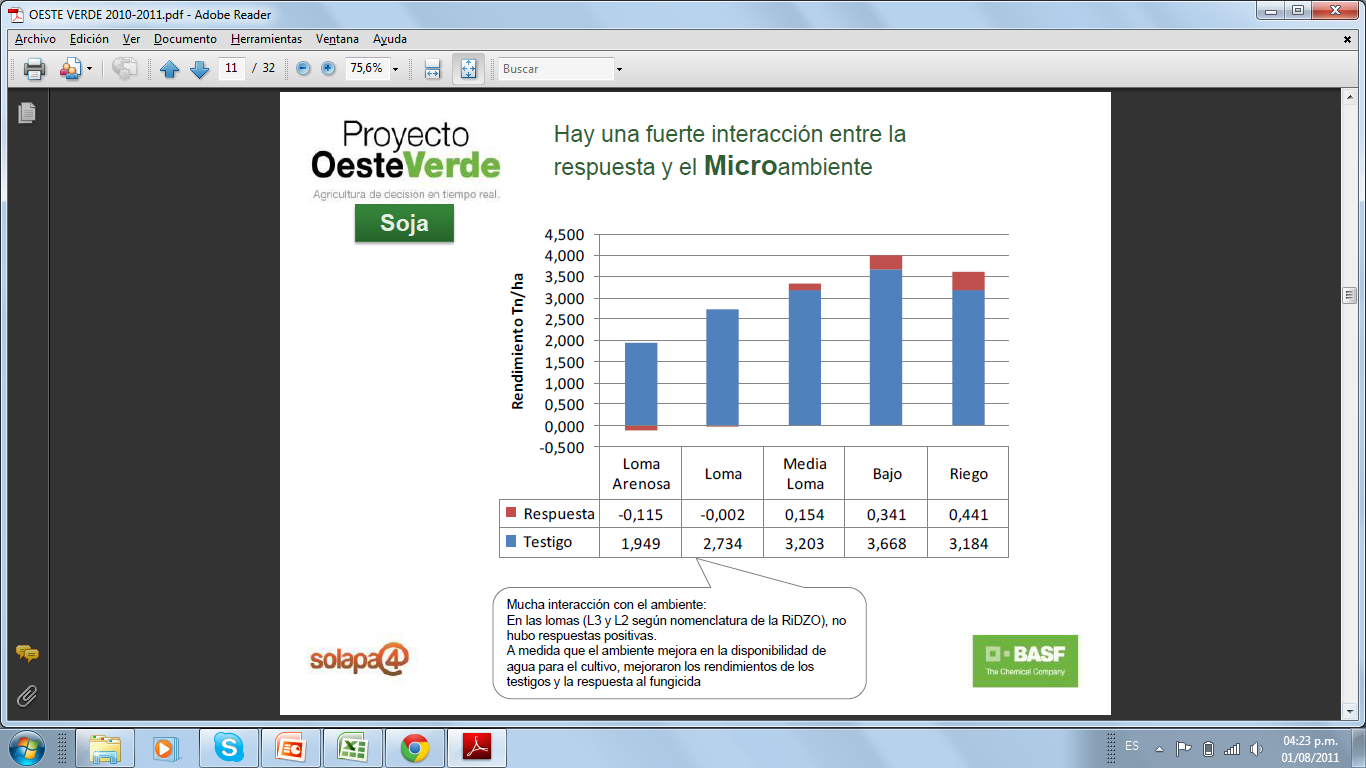 OESTE VERDE 2010-2011.pdf - Adobe Reader
Archivo Edición Ver Documento Herramientas Ventana Ayuda
11 / 32 75,6% Buscar
Proyecto
OesteVerde
Agricultura de decisión en tiempo real.
Soja
Hay una fuerte interacción entre la
respuesta y el Microambiente
Rendimiento Tn/ha
4,500
4,000
3,500
3,000
2,500
2,000
1,500
1,000
0,500
0,000
-0,500
Loma Arenosa Loma Media Loma Bajo Riego
Respuesta -0,115 -0,002 0,154 0,341 0,441
Testigo 1,949 2,734 3,203 3,668 3,184
Mucha interacción con el ambiente:
En las lomas (L3 y L2 según nomenclatura de la RiDZO), no
hubo respuestas positivas.
A medida que el ambiente mejora en la disponibilidad de
agua para el cultivo, mejoraron los rendimientos de los
testigos y la respuesta al fungicida
solapa4
BASF
The Chemical Company
ES
04:23 p.m.
01/08/2011